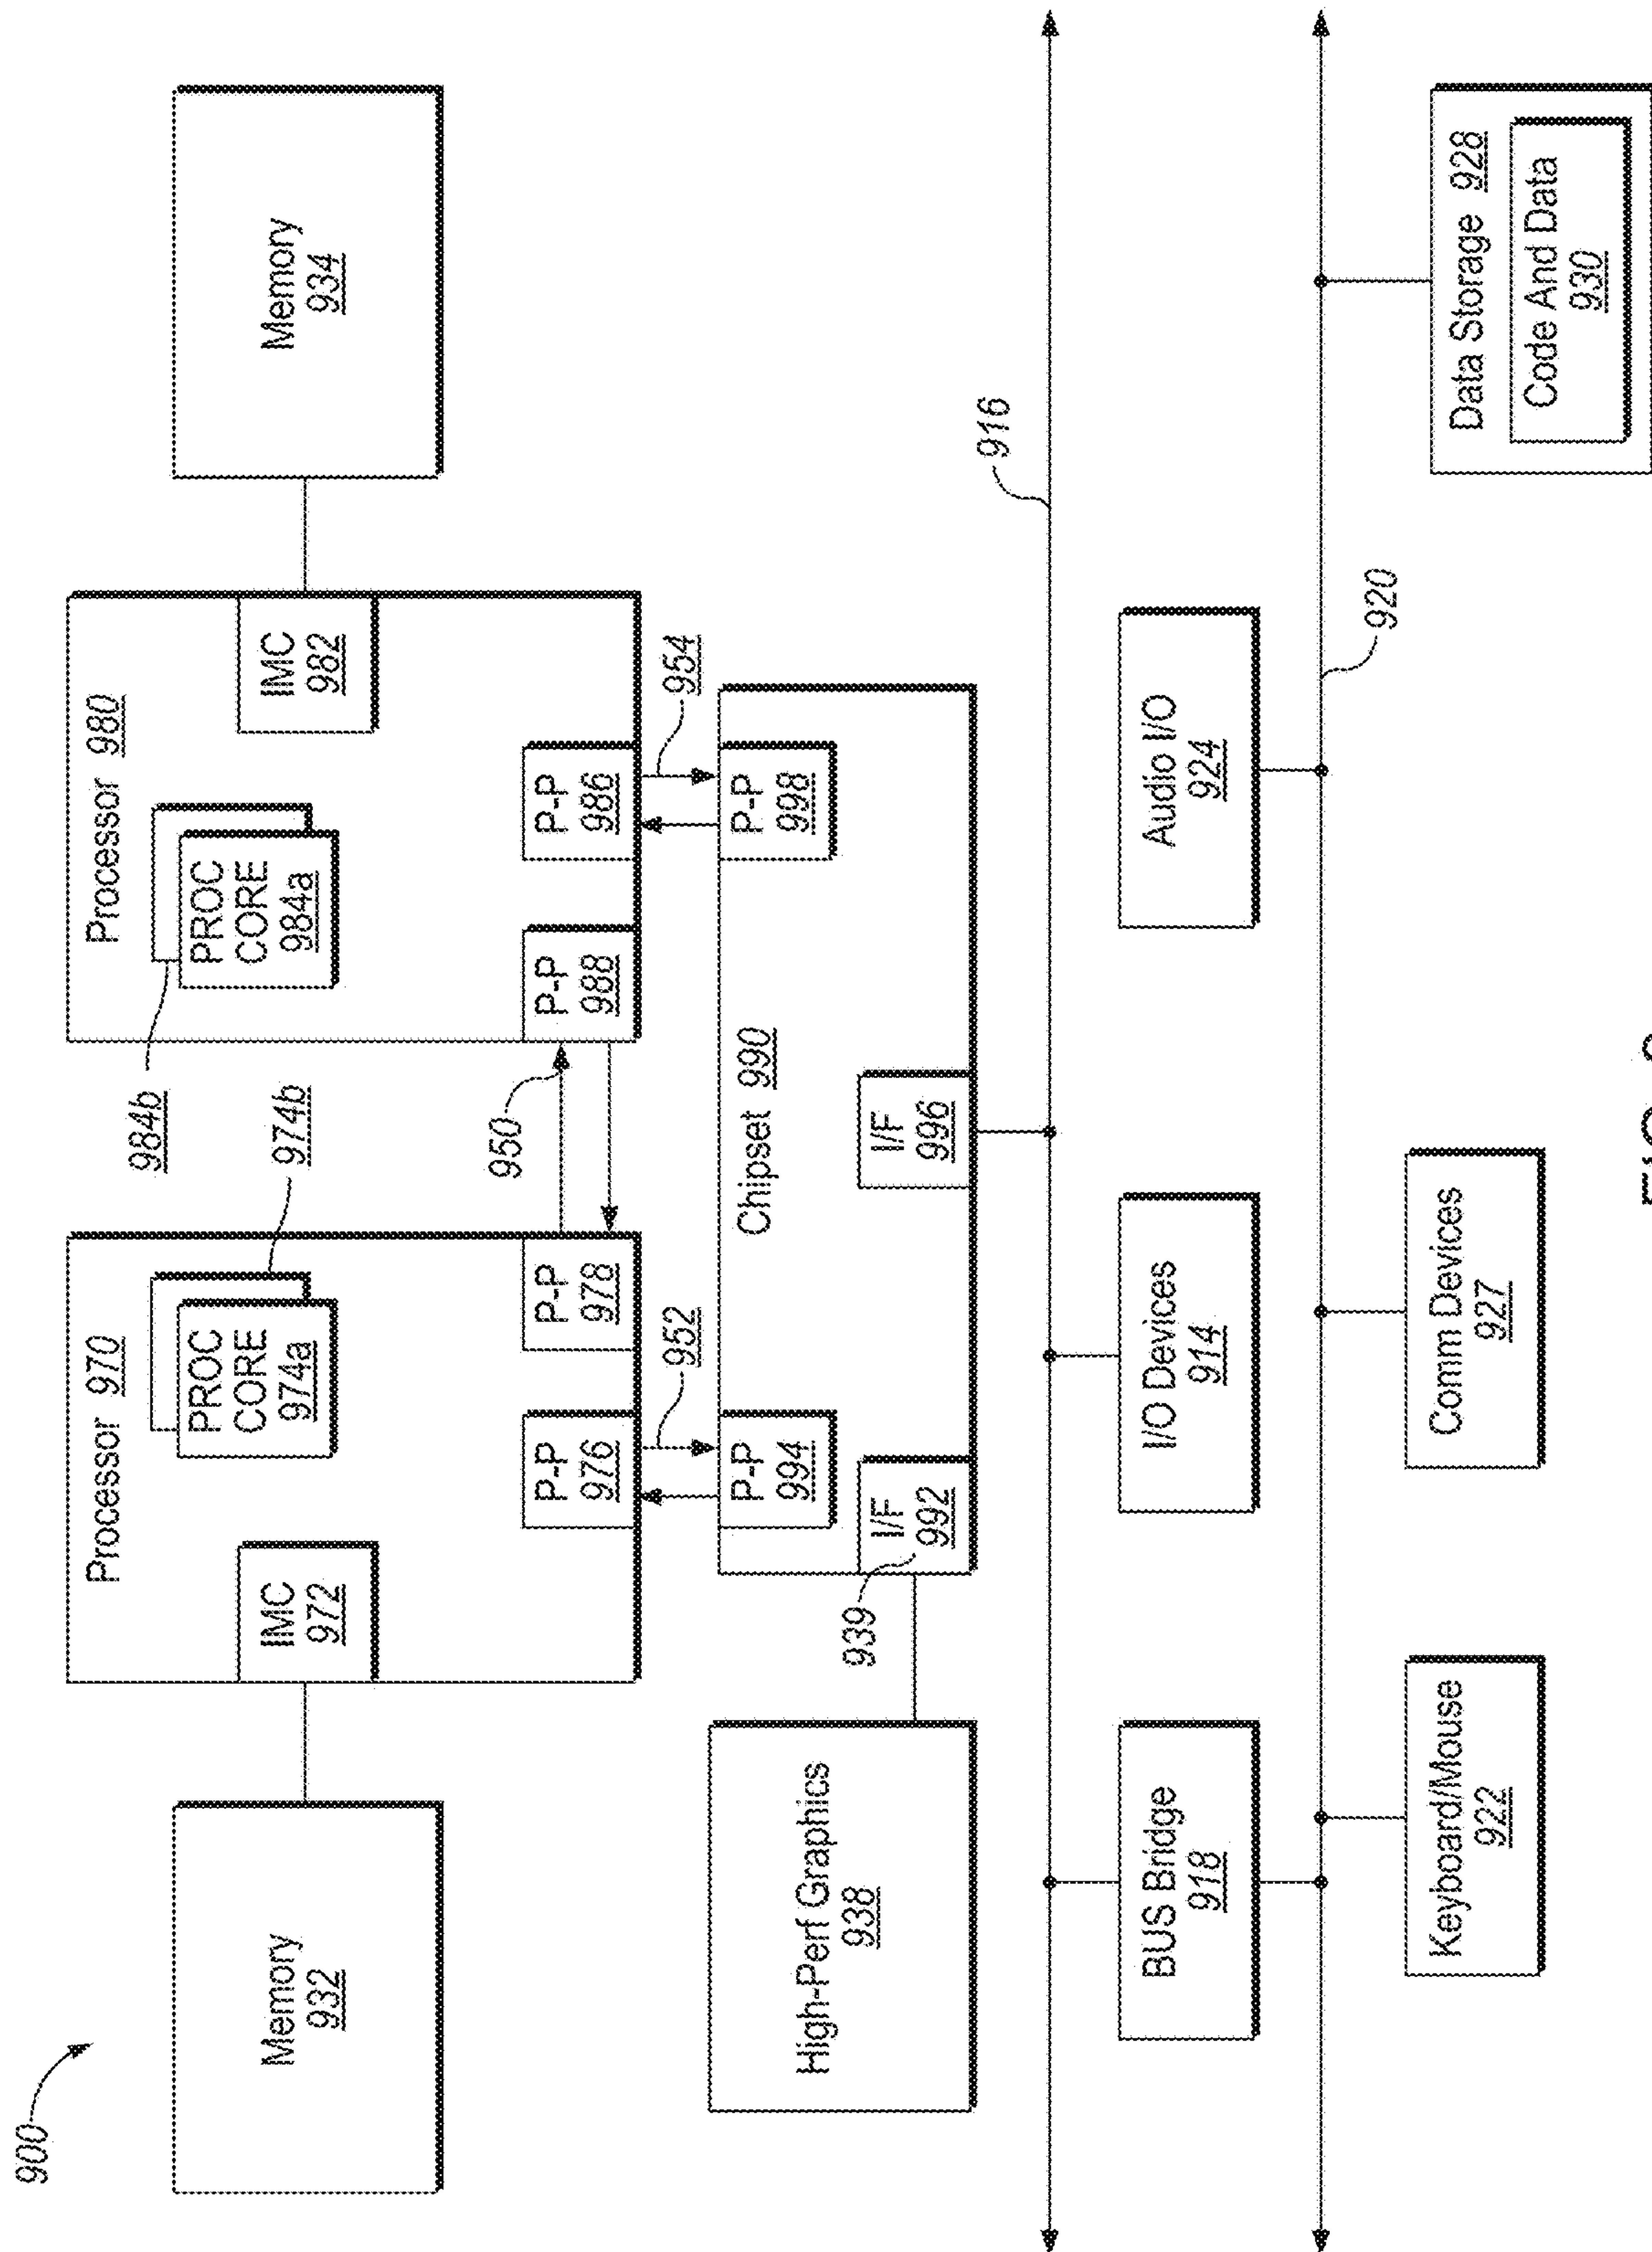 900
Processor 970
Processor 980
984b
974b
PROC
CORE
974a
PROC
CORE
984a
Memory
932
IMC
972
IMC
982
Memory
934
950
P-P
976
P-P
978
P-P
988
P-P
986
952
954
High-Perf Graphics
938
939
P-P
994
Chipset 990
P-P
998
I/F
992
I/F
996
916
BUS Bridge
918
I/O Devices
914
Audio I/O
924
920
Keyboard/Mouse
922
Comm Devices
927
Data Storage 928
Code And Data
930